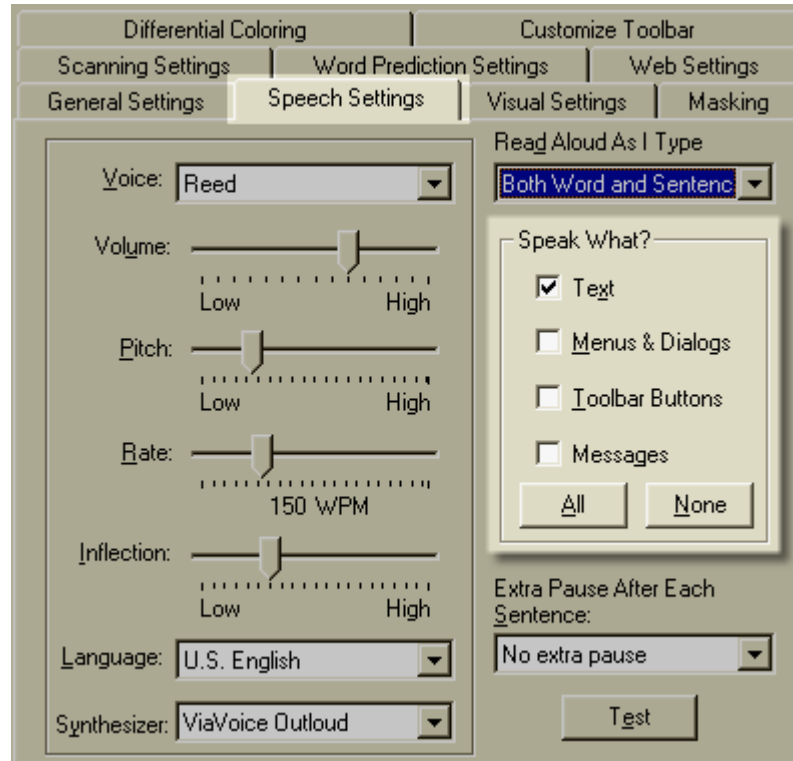 Differential Coloring
Customize Toolbar
Scanning Settings
Word Prediction Settings
Web Settings
General Settings
Speech Settings
Visual Settings
Masking
Voice: Reed
Volume:
Low High
Pitch:
Low High
Rate:
150 WPM
Inflection:
Low High
Language: U.S. English
Synthesizer: ViaVoice Outloud
Read Aloud As I Type
Both Word and Sentenc
Speak What?
Text
Menus & Dialogs
Toolbar Buttons
Messages
All None
Extra Pause After Each
Sentence:
No extra pause
Test